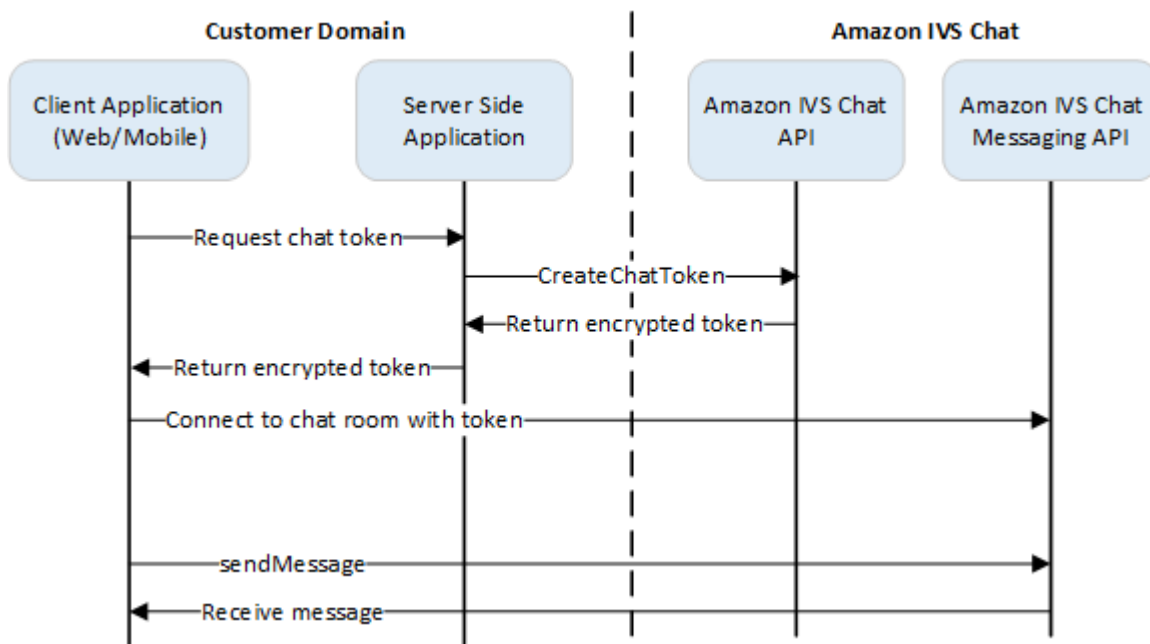 Customer Domain
Amazon IVS Chat
Client Application
(Web/Mobile)
Server Side
Application
Amazon IVS Chat
API
Amazon IVS Chat
Messaging API
Request chat token
CreateChatToken
Return encrypted token
Return encrypted token
Connect to chat room with token
sendMessage
Receive message